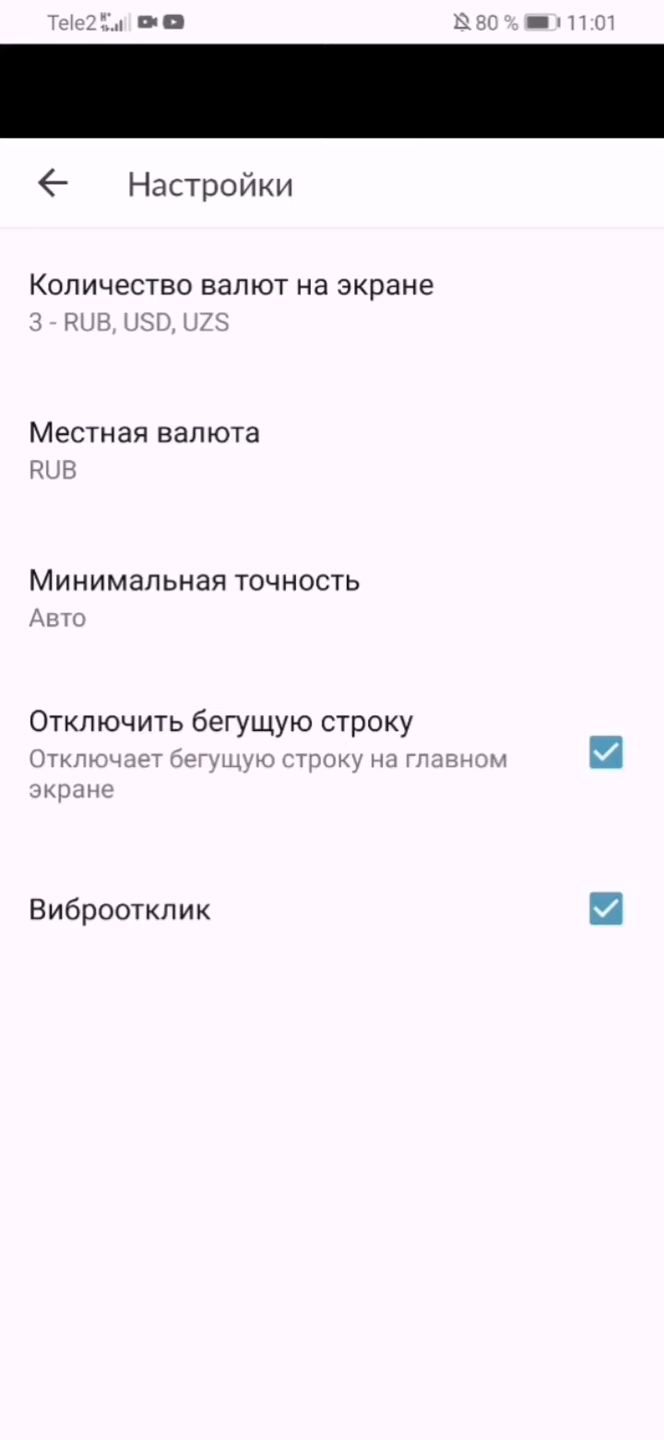 Tele2 80 % 11:01
Настройки
Количество валют на экране
3 - RUB, USD, UZS
Местная валюта
RUB
Минимальная точность
Авто
Отключить бегущую строку
Отключает бегущую строку на главном
экране
Виброотклик